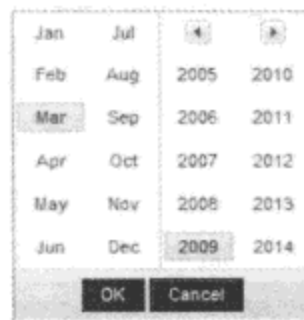 Jan Jul
Feb Aug 2005 2010
Mar Sep 2006 2011
Apr Oct 2007 2012
May Nov 2008 2013
Jun Dec 2009 2014
OK Cancel